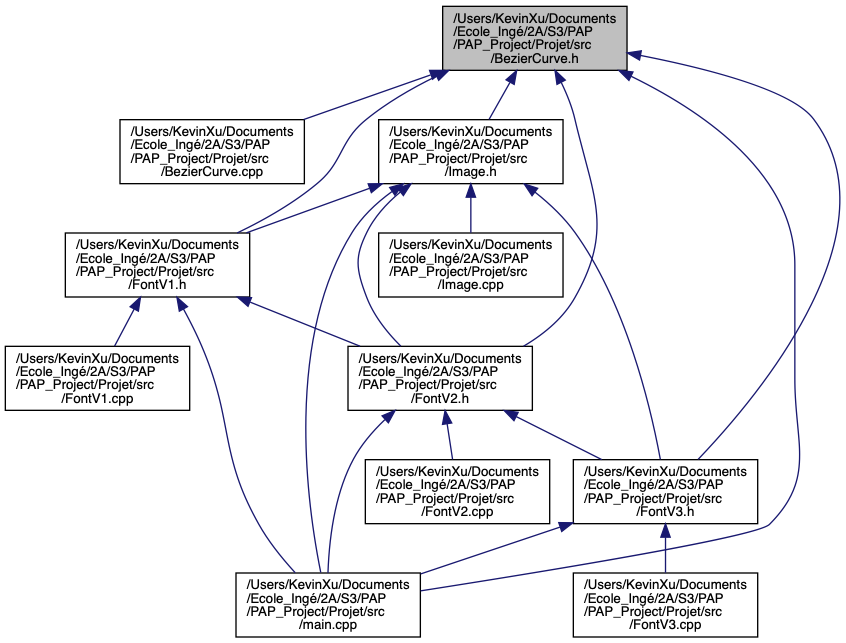 /Users/KevinXu/Documents
/Ecole_Ingé/2A/S3/PAP
/PAP_Project/Projet/src
/BezierCurve.h
/Users/KevinXu/Documents
/Ecole_Ingé/2A/S3/PAP
/PAP_Project/Projet/src
/BezierCurve.cpp
/Users/KevinXu/Documents
/Ecole_Ingé/2A/S3/PAP
/PAP_Project/Projet/src
/Image.h
/Users/KevinXu/Documents
/Ecole_Ingé/2A/S3/PAP
/PAP_Project/Projet/src
/FontV1.h
/Users/KevinXu/Documents
/Ecole_Ingé/2A/S3/PAP
/PAP_Project/Projet/src
/Image.cpp
/Users/KevinXu/Documents
/Ecole_Ingé/2A/S3/PAP
/PAP_Project/Projet/src
/FontV1.cpp
/Users/KevinXu/Documents
/Ecole_Ingé/2A/S3/PAP
/PAP_Project/Projet/src
/FontV2.h
/Users/KevinXu/Documents
/Ecole_Ingé/2A/S3/PAP
/PAP_Project/Projet/src
/FontV2.cpp
/Users/KevinXu/Documents
/Ecole_Ingé/2A/S3/PAP
/PAP_Project/Projet/src
/FontV3.h
/Users/KevinXu/Documents
/Ecole_Ingé/2A/S3/PAP
/PAP_Project/Projet/src
/main.cpp
/Users/KevinXu/Documents
/Ecole_Ingé/2A/S3/PAP
/PAP_Project/Projet/src
/FontV3.cpp